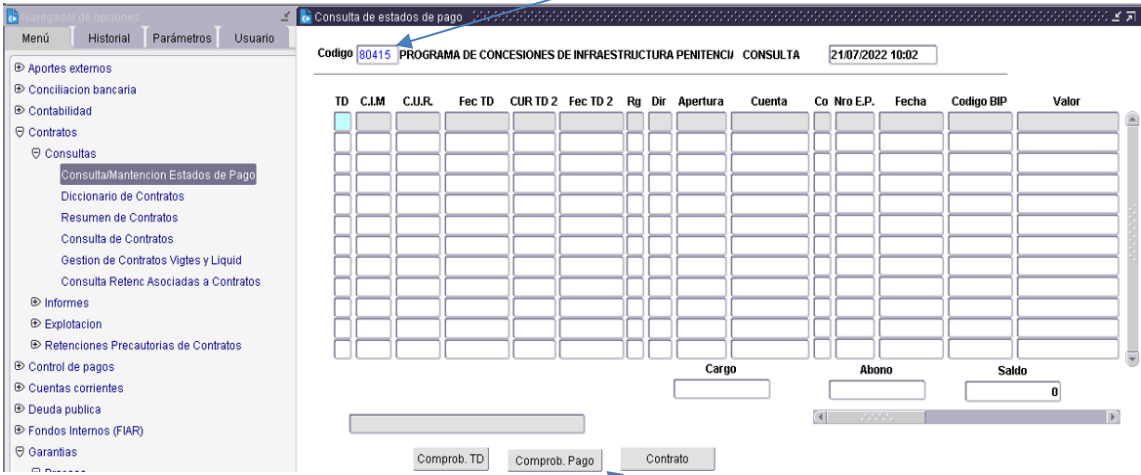 Navegador de opciones
Menú Historial Parámetros Usuario
Aportes externos
Conciliacion bancaria
Contabilidad
Contratos
Consultas
Consulta/Mantencion Estados de Pago
Diccionario de Contratos
Resumen de Contratos
Consulta de Contratos
Gestion de Contratos Vigtes y Liquid
Consulta Retenc Asociadas a Contratos
Informes
Explotacion
Retenciones Precautorias de Contratos
Control de pagos
Cuentas corrientes
Deuda publica
Fondos Internos (FIAR)
Garantias
Consulta de estados de pago
Codigo 80415 PROGRAMA DE CONCESIONES DE INFRAESTRUCTURA PENITENCI CONSULTA 21/07/2022 10:02
TD C.I.M C.U.R. Fec TD CUR TD 2 Fec TD 2 Rg Dir Apertura Cuenta Co Nro E.P. Fecha Codigo BIP Valor
Cargo Abono Saldo
0
Comprob. TD Comprob. Pago Contrato